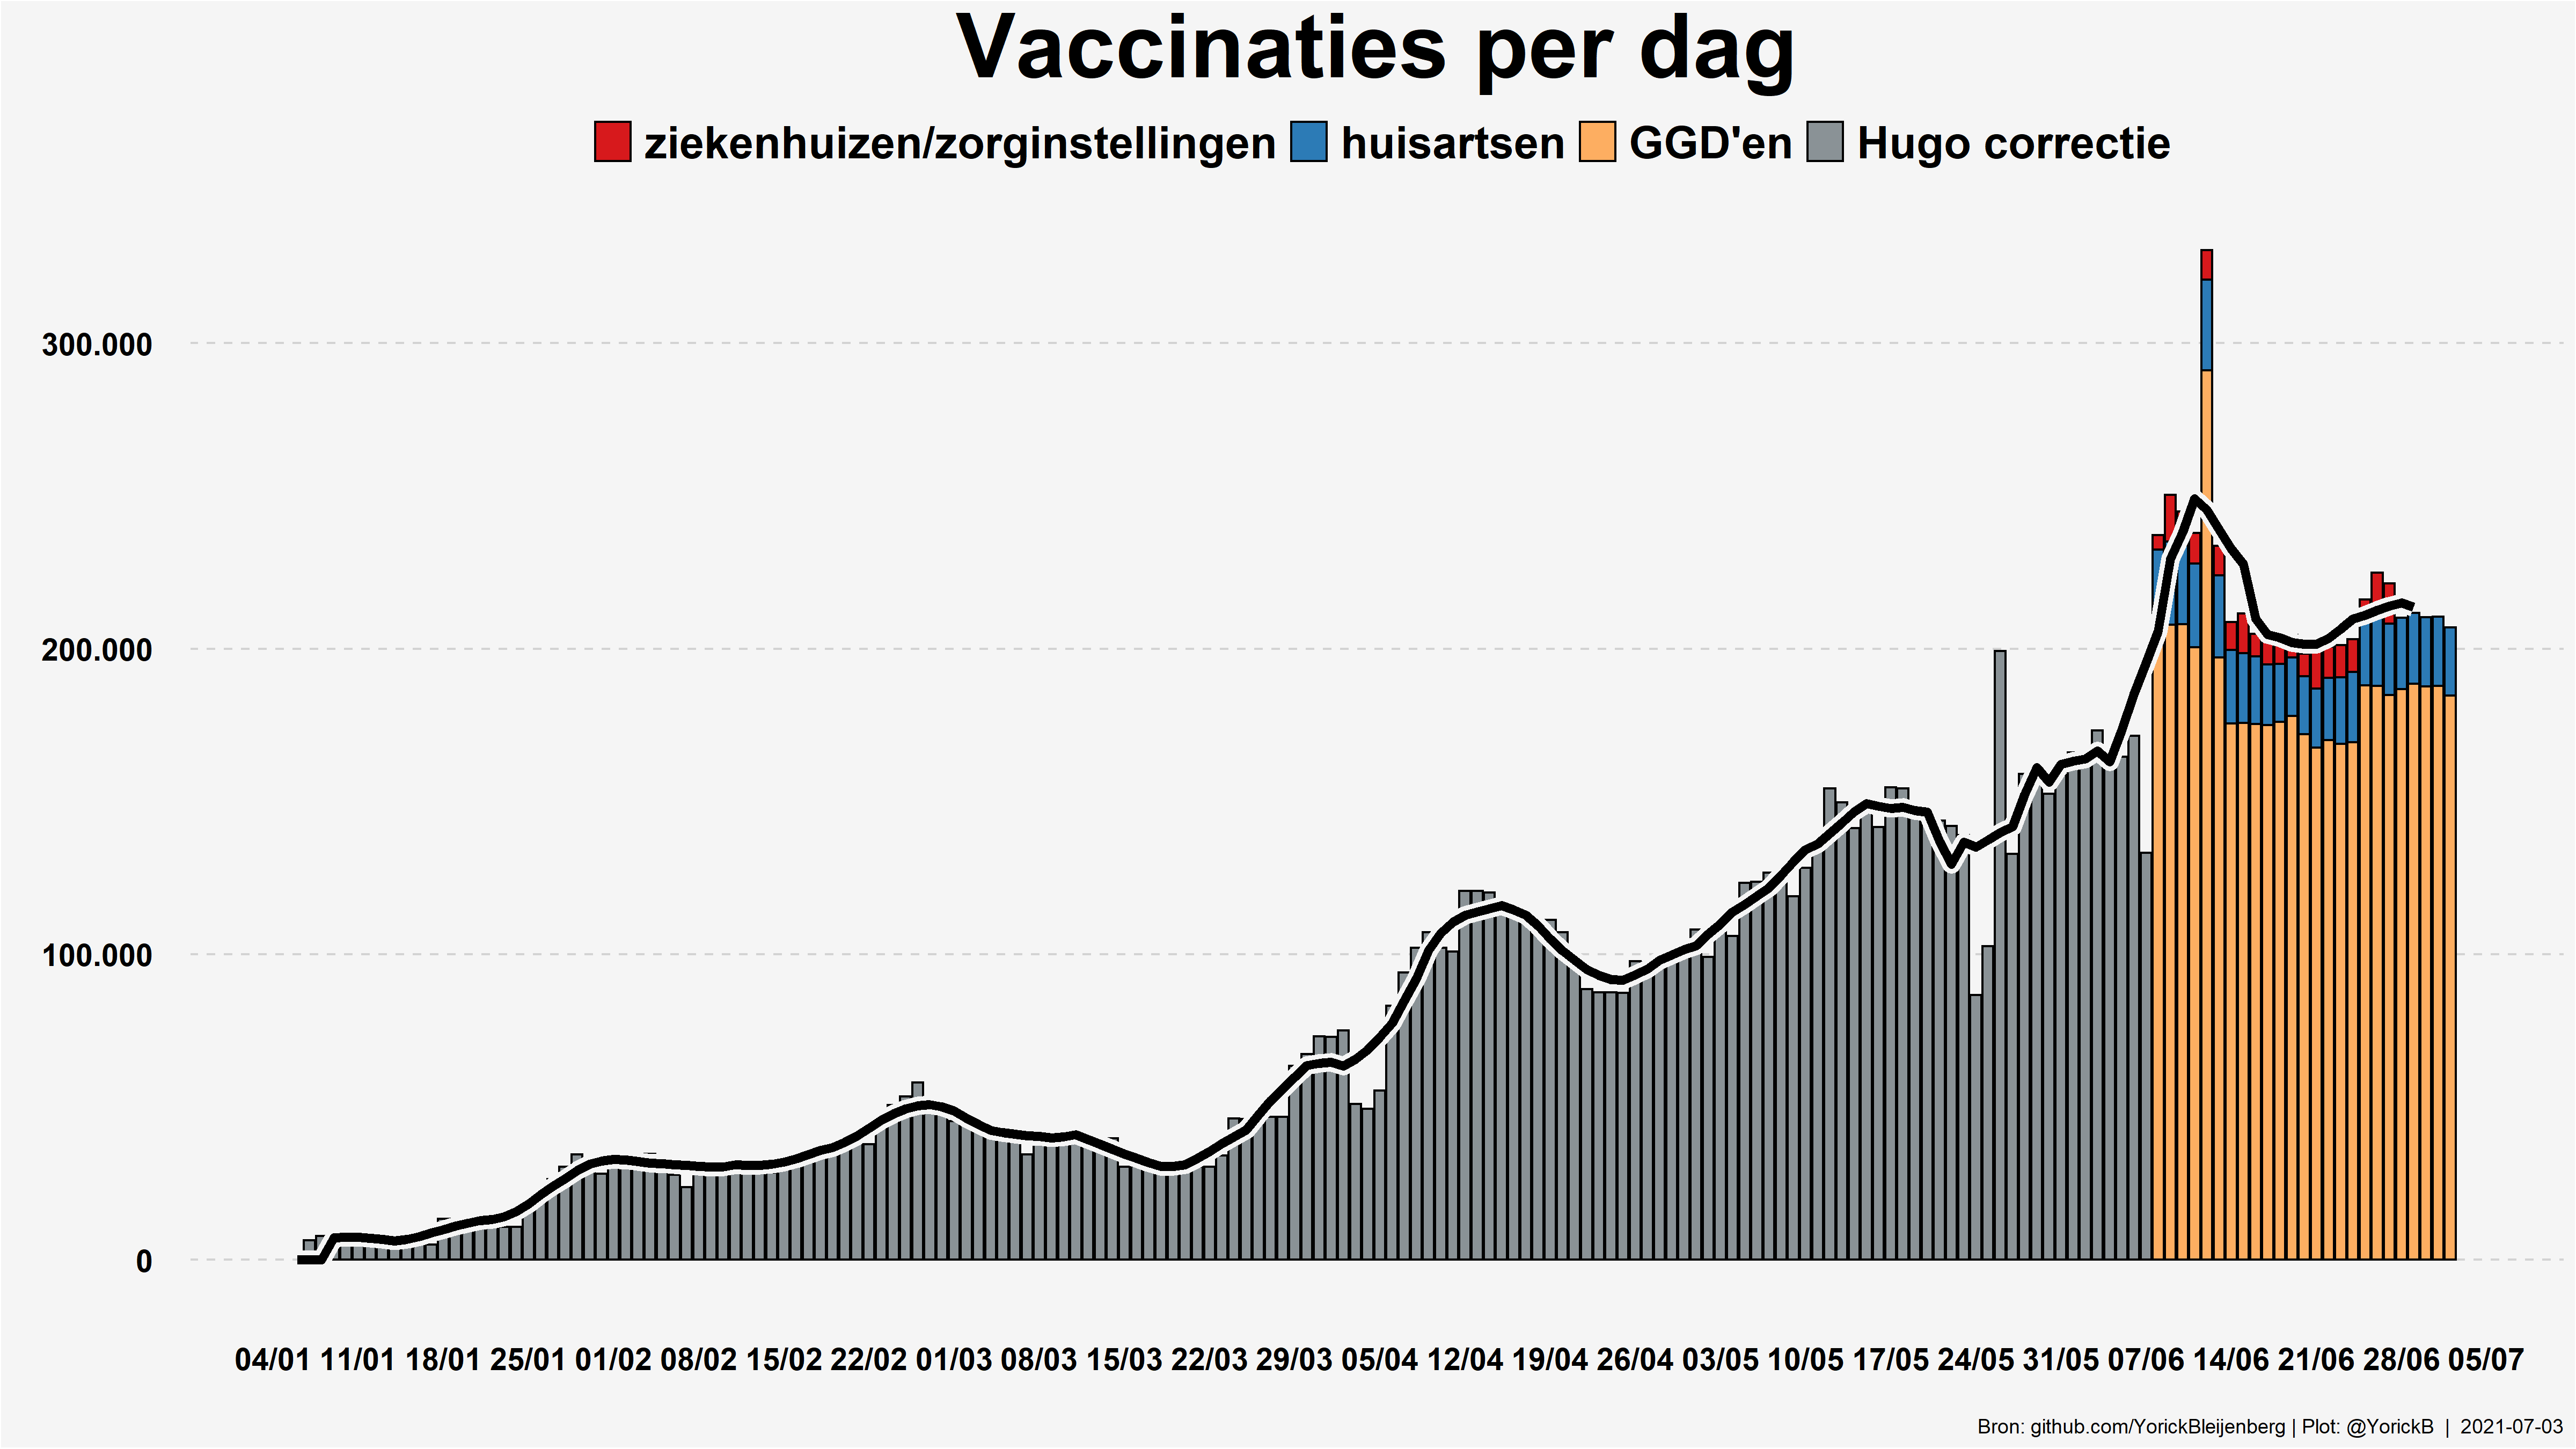 Vaccinaties per dag
ziekenhuizen/zorginstellingen huisartsen GGD'en Hugo correctie
300.000
200.000
100.000
0
04/01 11/01 18/01 25/01 01/02 08/02 15/02 22/02 01/03 08/03 15/03 22/03 29/03 05/04 12/04 19/04 26/04 03/05 10/05 17/05 24/05 31/05 07/06 14/06 21/06 28/06 05/07
Bron: github.com/YorickBleijenberg | Plot: @YorickB | 2021-07-03